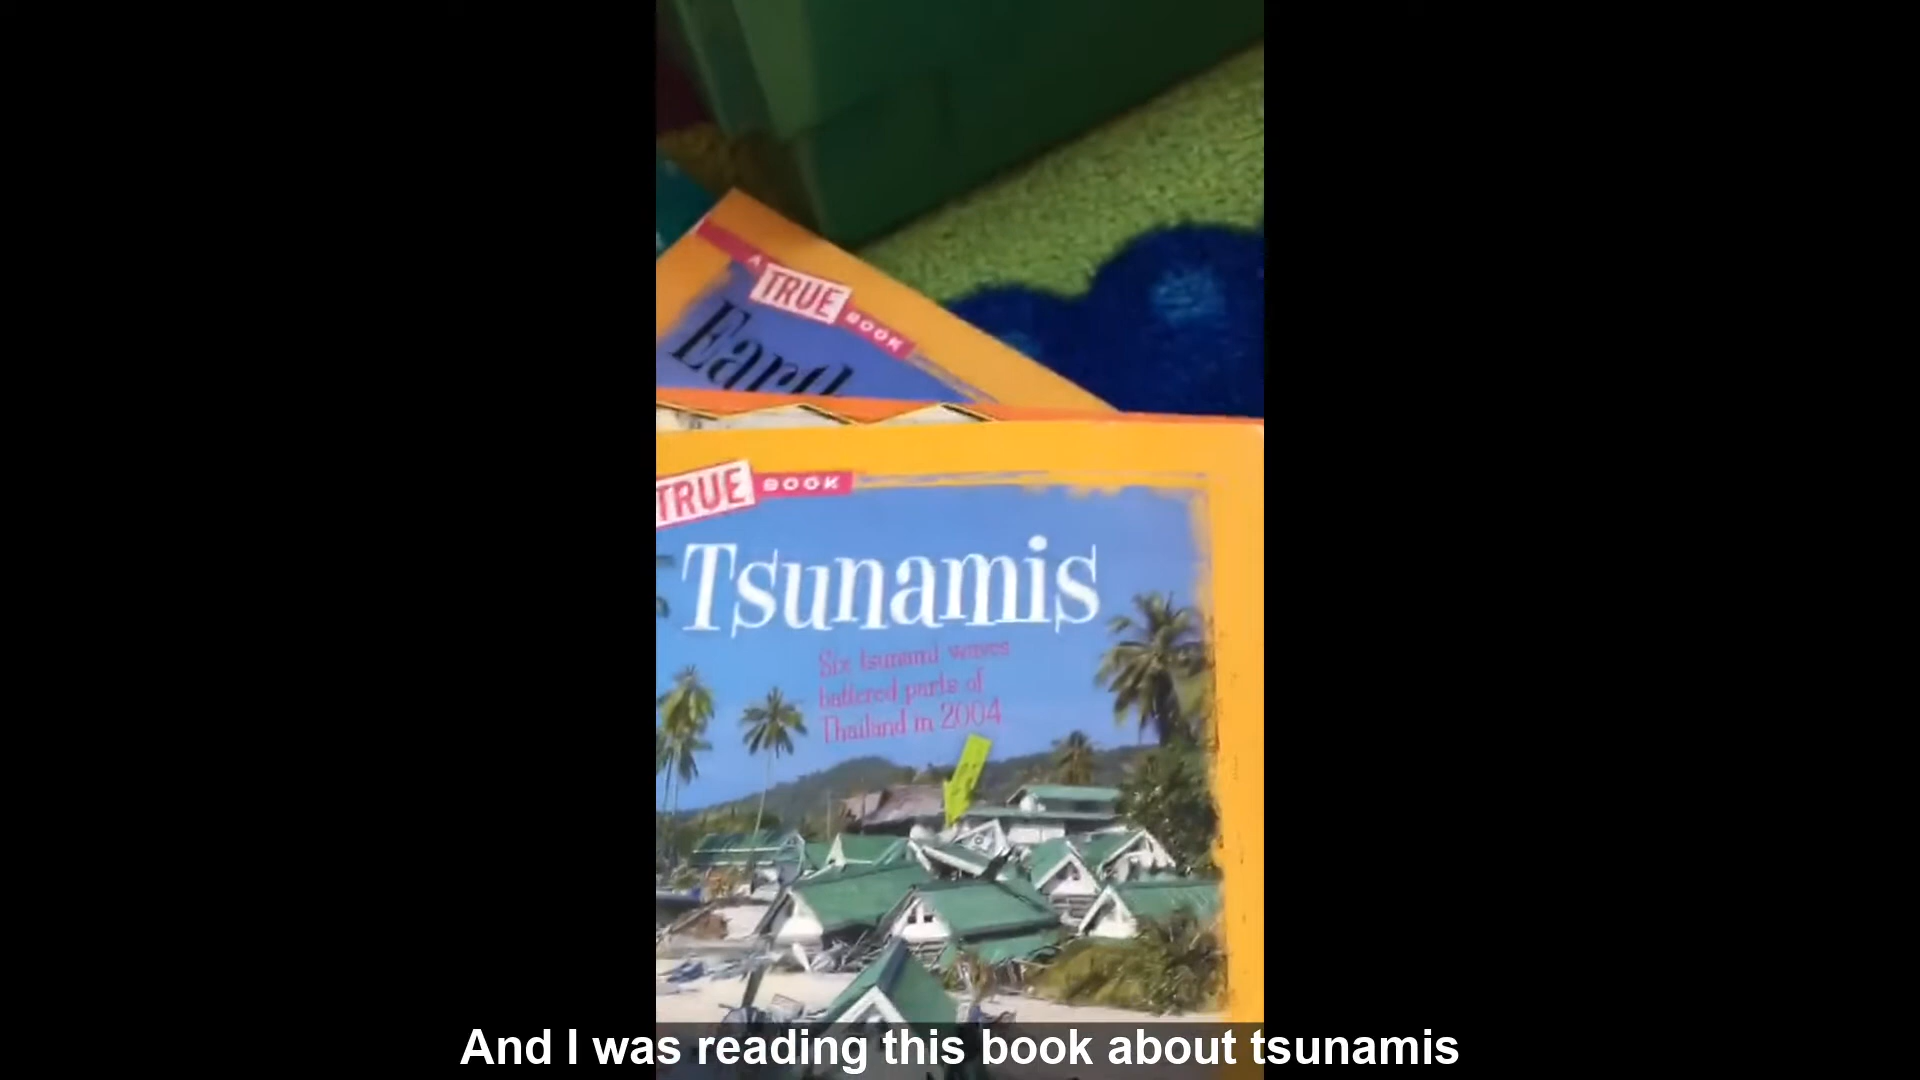 A TRUE BOOK
Eart
TRUE BOOK
Tsunamis
Six tsunami waves
battered parts of
Thailand in 2004
And I was reading this book about tsunamis